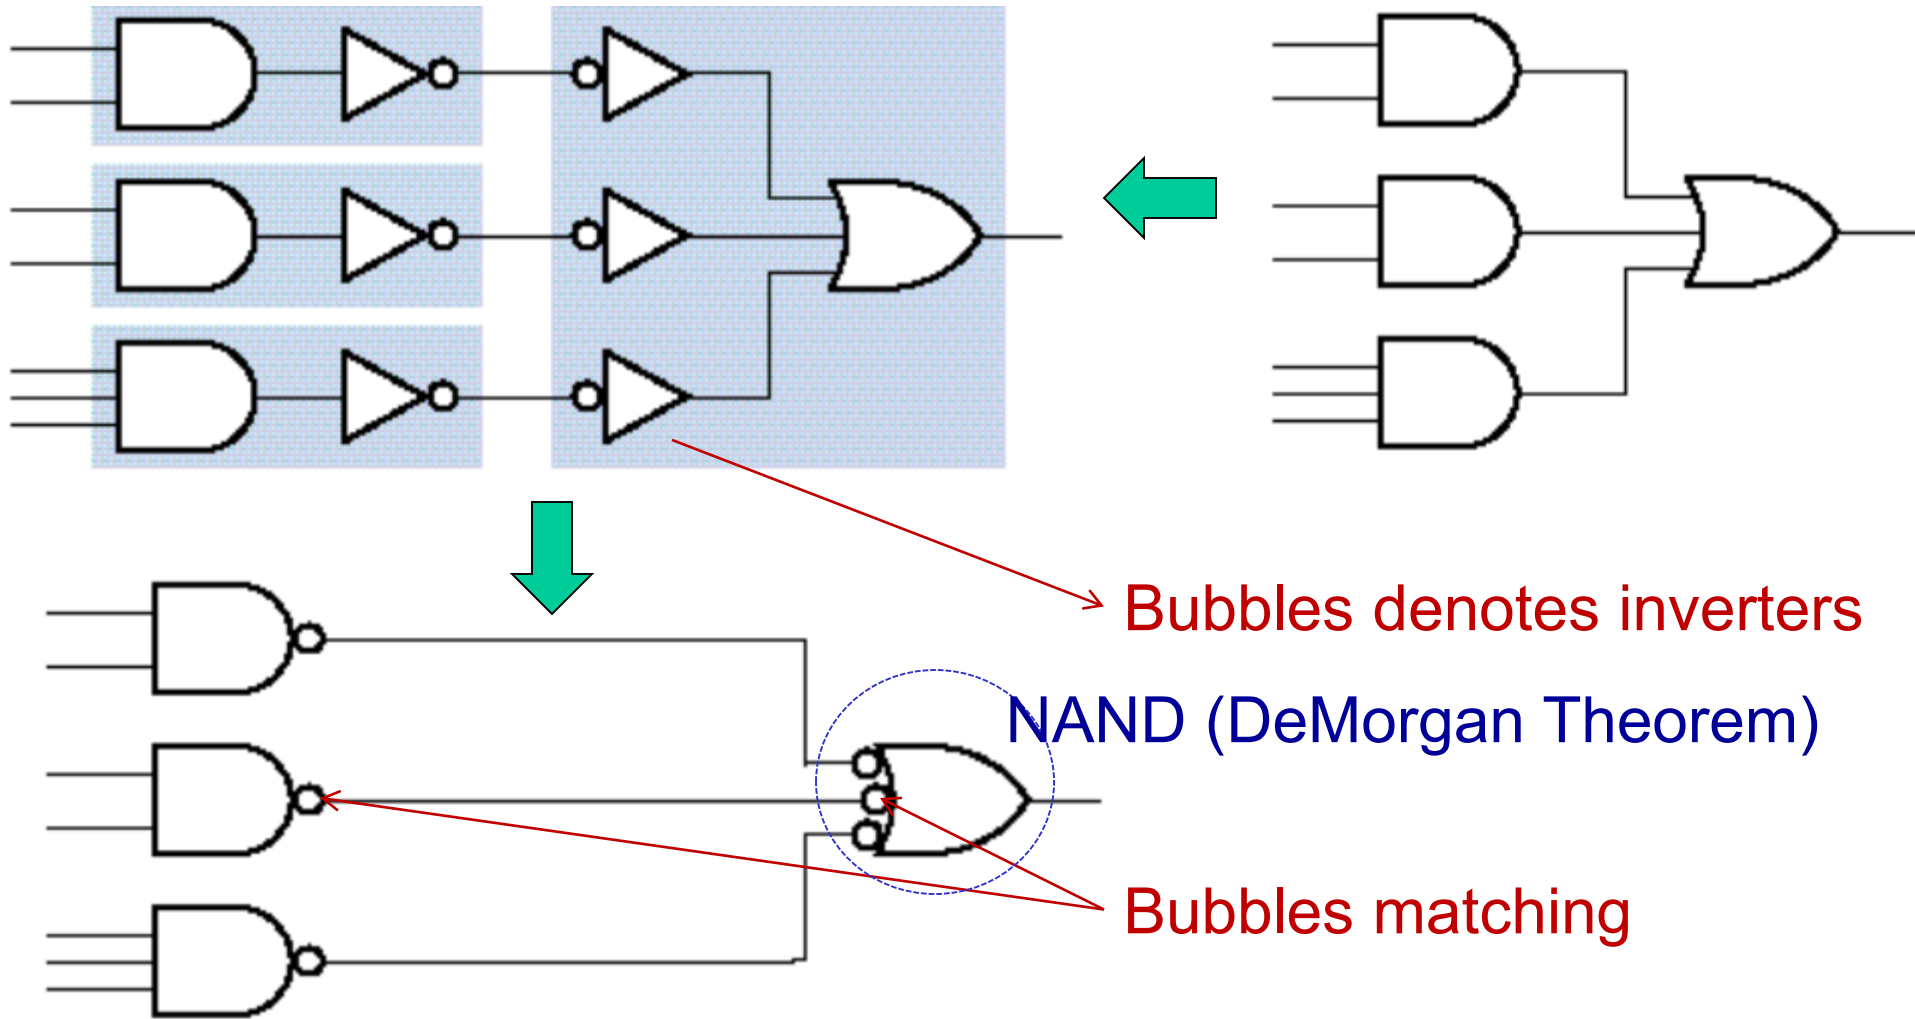 Bubbles denotes inverters
NAND (DeMorgan Theorem)
Bubbles matching